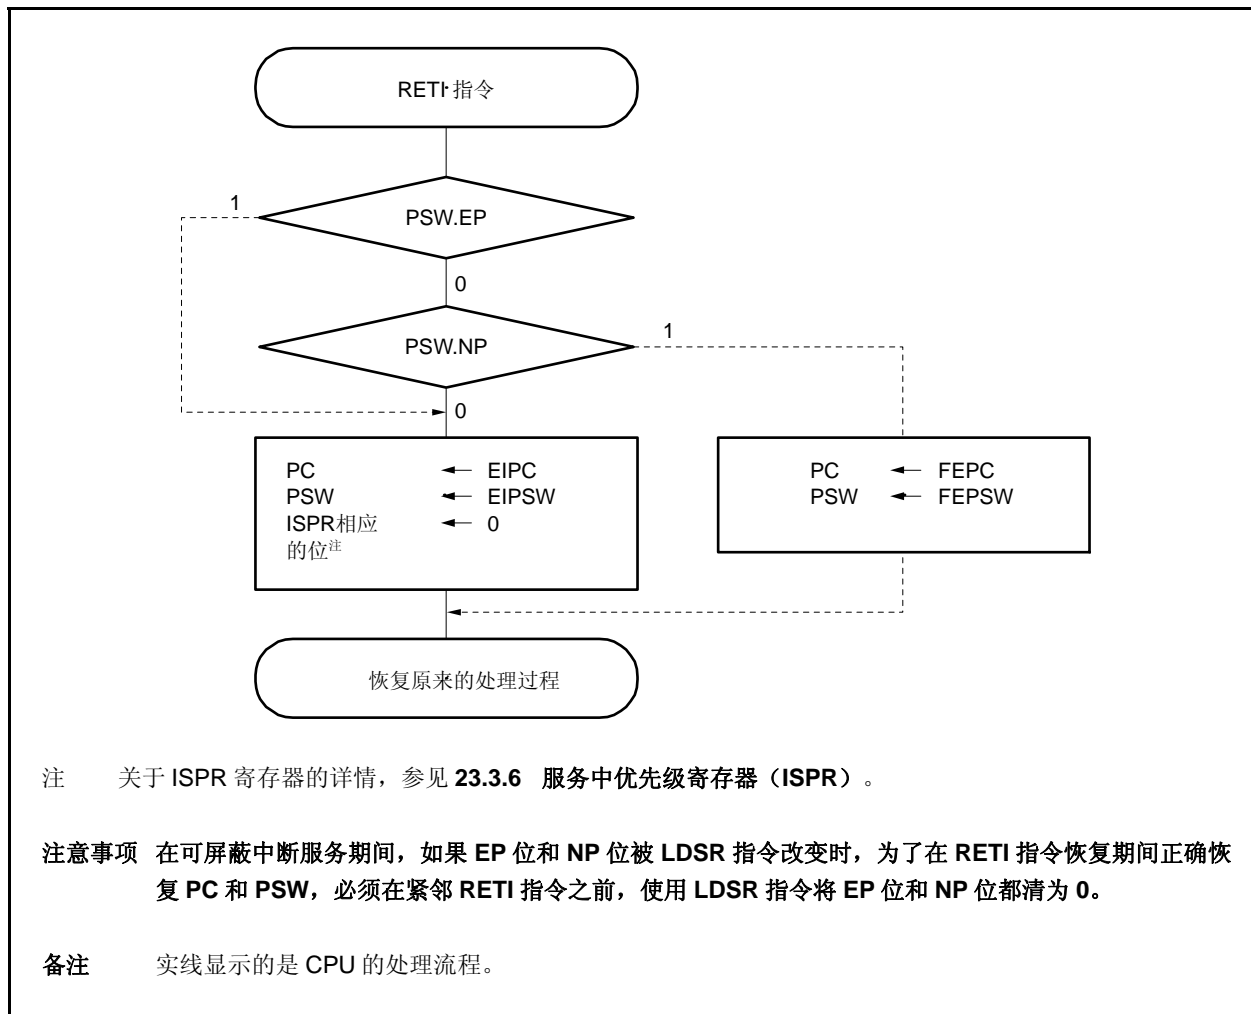 RETI 指令
1
PSW.EP
0
1
PSW.NP
0
PC ← EIPC
PSW ← EIPSW
ISPR相应 ← 0
的位注
PC ← FEPC
PSW ← FEPSW
恢复原来的处理过程
注 关于 ISPR 寄存器的详情，参见 23.3.6 服务中优先级寄存器（ISPR）。
注意事项 在可屏蔽中断服务期间，如果 EP 位和 NP 位被 LDSR 指令改变时，为了在 RETI 指令恢复期间正确恢
复 PC 和 PSW，必须在紧邻 RETI 指令之前，使用 LDSR 指令将 EP 位和 NP 位都清为 0。
备注 实线显示的是 CPU 的处理流程。